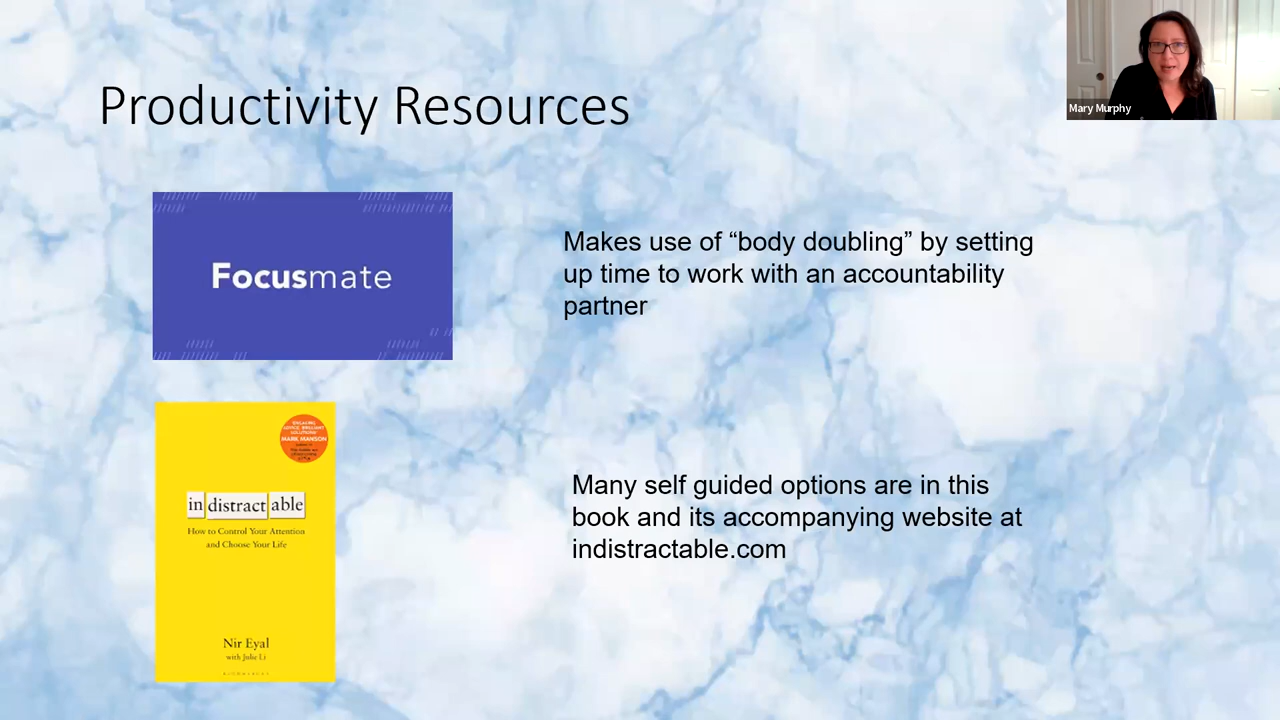 Productivity Resources
Mary Murphy
Focusmate
Makes use of “body doubling” by setting
up time to work with an accountability
partner
MARK MANSON
in distract able
How to Control Your Attention
and Choose Your Life
Nir Eyal
with Julie Li
BLOOMSBURY
Many self guided options are in this
book and its accompanying website at
indistractable.com